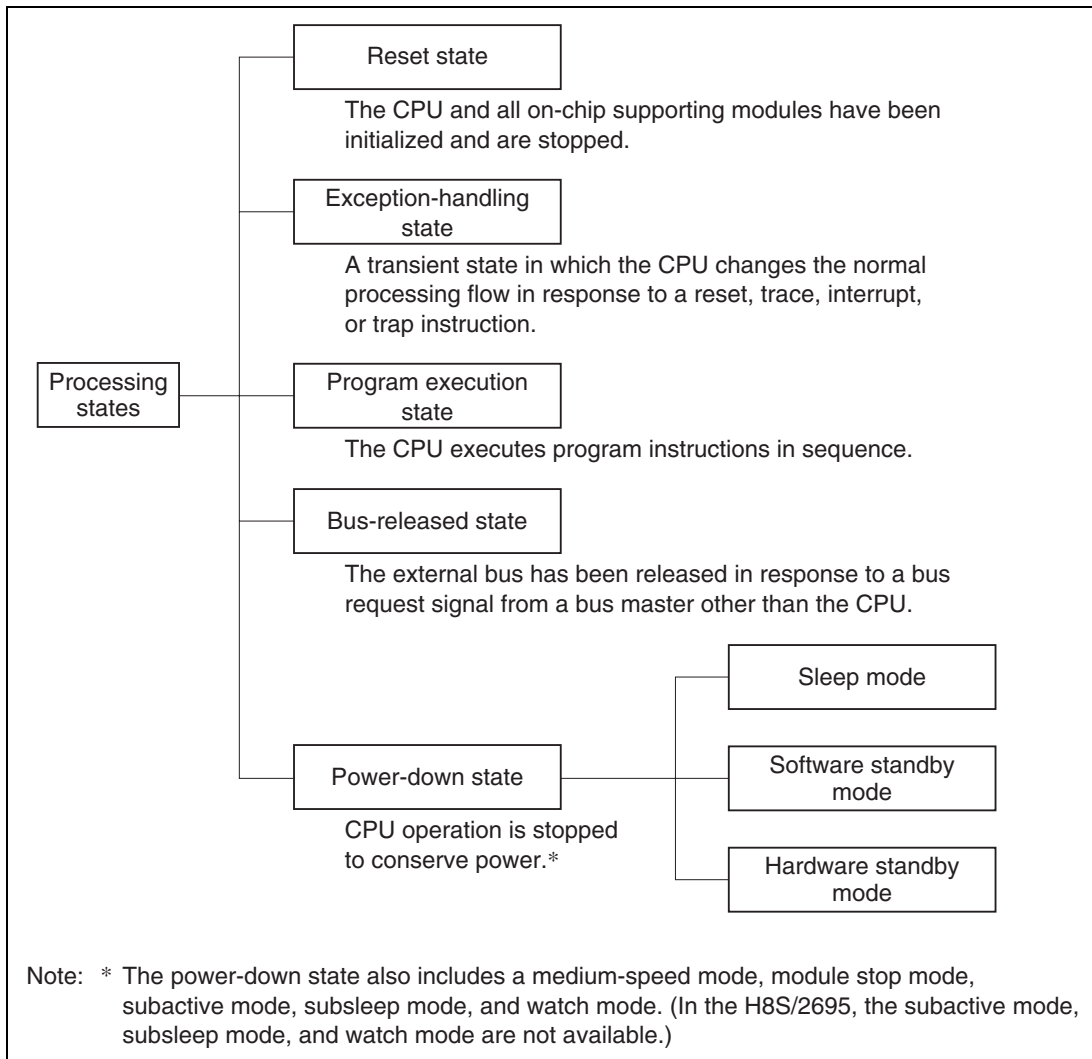 Reset state
The CPU and all on-chip supporting modules have been
initialized and are stopped.
Exception-handling
state
A transient state in which the CPU changes the normal
processing flow in response to a reset, trace, interrupt,
or trap instruction.
Processing
states
Program execution
state
The CPU executes program instructions in sequence.
Bus-released state
The external bus has been released in response to a bus
request signal from a bus master other than the CPU.
Sleep mode
Power-down state
CPU operation is stopped
to conserve power.*
Software standby
mode
Hardware standby
mode
Note: * The power-down state also includes a medium-speed mode, module stop mode,
subactive mode, subsleep mode, and watch mode. (In the H8S/2695, the subactive mode,
subsleep mode, and watch mode are not available.)